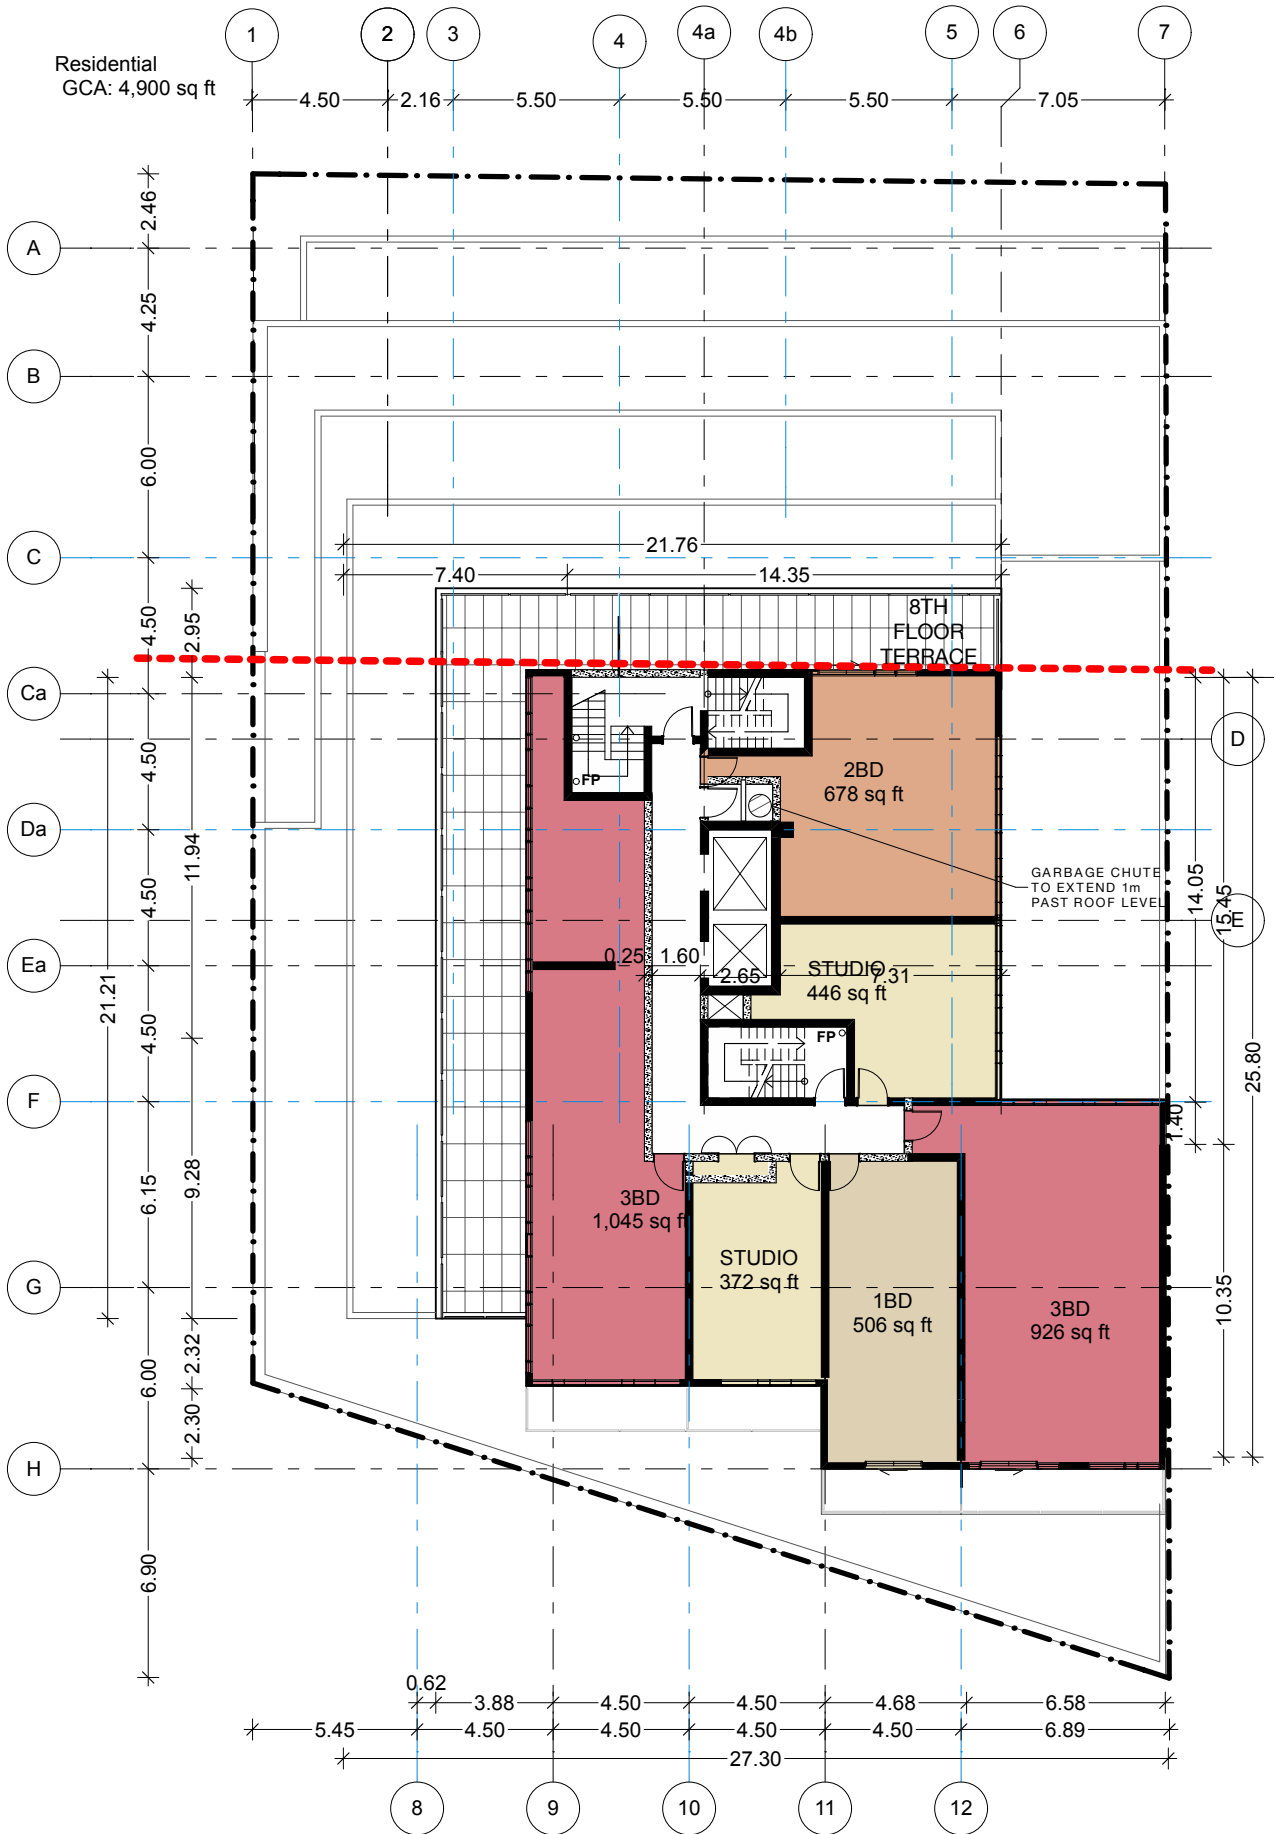 1
2
3
4
4a
4b
5
6
7
Residential
GCA: 4,900 sq ft
4.50
2.16
5.50
5.50
5.50
7.05
2.46
A
4.25
B
6.00
C
21.76
7.40
14.35
4.50
2.95
8TH
FLOOR
TERRACE
Ca
D
FP
2BD
678 sq ft
4.50
Da
11.94
GARBAGE CHUTE
TO EXTEND 1m
PAST ROOF LEVEL
14.05
15.45
E
4.50
Ea
0.25
1.60
2.65
7.31
STUDIO
446 sq ft
21.21
4.50
FP
25.80
F
1.40
9.28
6.15
3BD
1,045 sq ft
STUDIO
372 sq ft
G
1BD
506 sq ft
3BD
926 sq ft
10.35
2.32
6.00
2.30
H
6.90
0.62
3.88
4.50
4.50
4.68
6.58
5.45
4.50
4.50
4.50
4.50
6.89
27.30
8
9
10
11
12